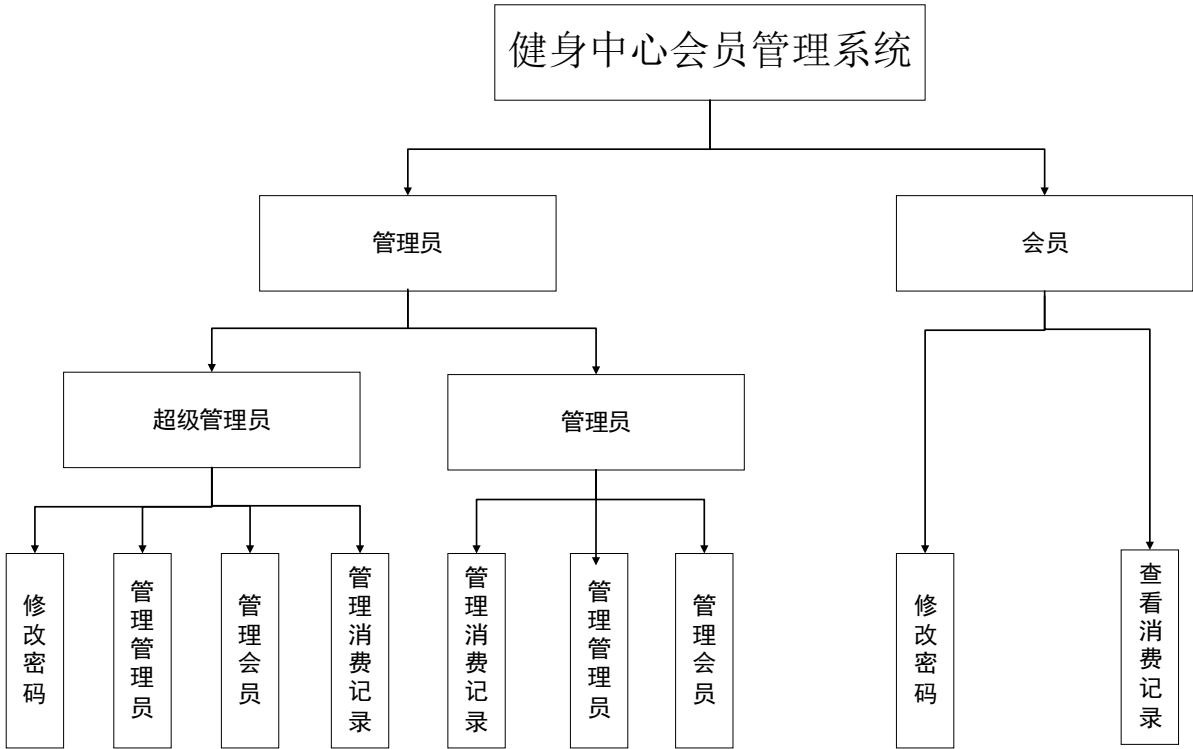 健身中心会员管理系统
管理员
会员
超级管理员
管理员
修改密码
管理管理员
管理会员
管理消费记录
管理消费记录
管理管理员
管理会员
修改密码
查看消费记录